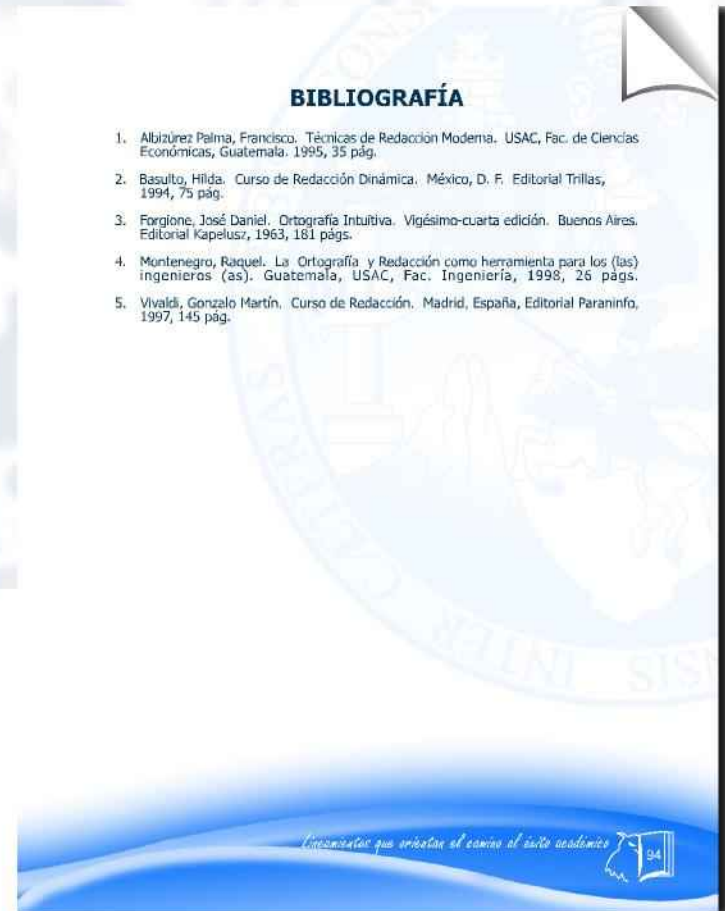 BIBLIOGRAFÍA
1. Albizúrez Palma, Francisco. Técnicas de Redacción Moderna. USAC, Fac. de Ciencias
Económicas, Guatemala. 1995, 35 pág.
2. Basulto, Hilda. Curso de Redacción Dinámica. México, D. F. Editorial Trillas,
1994, 75 pág.
3. Forgione, José Daniel. Ortografía Intuitiva. Vigésimo-cuarta edición. Buenos Aires.
Editorial Kapelusz, 1963, 181 págs.
4. Montenegro, Raquel. La Ortografía y Redacción como herramienta para los (las)
ingenieros (as). Guatemala, USAC, Fac. Ingeniería, 1998, 26 págs.
5. Vivaldi, Gonzalo Martín. Curso de Redacción. Madrid, España, Editorial Paraninfo,
1997, 145 pág.
CAETERAS
INTER
Lineamientos que orientan el camino al éxito académico
94